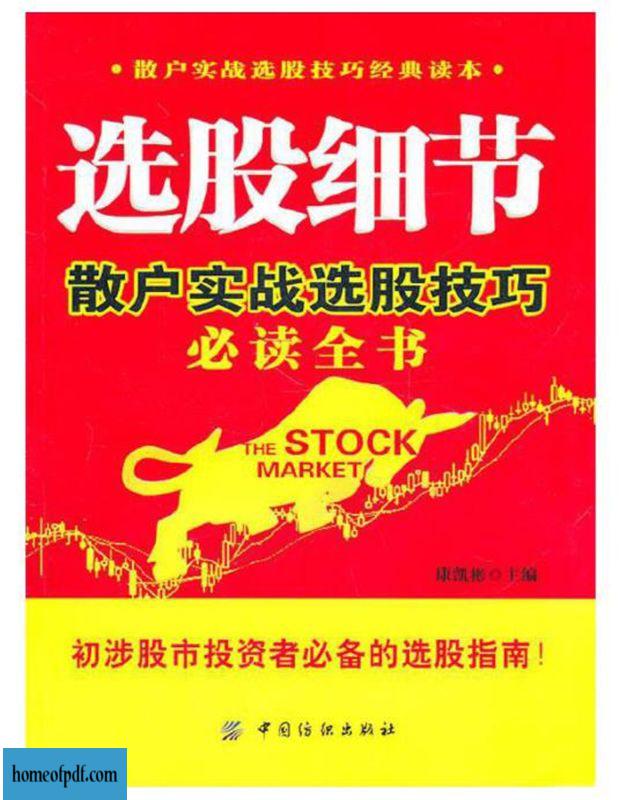 •散户实战选股技巧经典读本•
选股细节
散户实战选股技巧
必读全书
THE STOCK
MARKET
康凯彬◎主编
初涉股市投资者必备的选股指南!
中国纺织出版社
homeofpdf.com